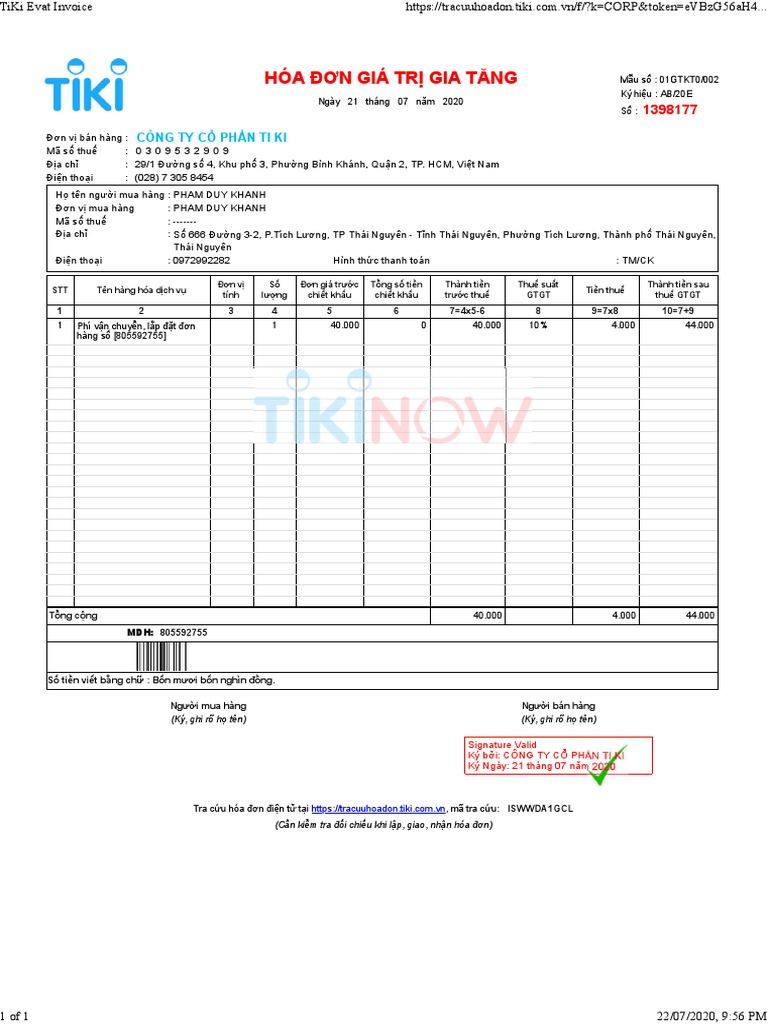 TiKi Evat Invoice
https://tracuuhoadon.tiki.com.vn/f/?k=CORP&token=eVBzG56aH4...
TIKI
HÓA ĐƠN GIÁ TRỊ GIA TĂNG
Ngày 21 tháng 07 năm 2020
Mẫu số : 01GTKT0/002
Ký hiệu : AB/20E
Số : 1398177
Đơn vị bán hàng : CÔNG TY CỔ PHẦN TI KI
Mã số thuế : 0 3 0 9 5 3 2 9 0 9
Địa chỉ : 29/1 Đường số 4, Khu phố 3, Phường Bình Khánh, Quận 2, TP. HCM, Việt Nam
Điện thoại : (028) 7 305 8454
Họ tên người mua hàng : PHAM DUY KHANH
Đơn vị mua hàng : PHAM DUY KHANH
Mã số thuế : -------
Địa chỉ : Số 666 Đường 3-2, P.Tích Lương, TP Thái Nguyên - Tỉnh Thái Nguyên, Phường Tích Lương, Thành phố Thái Nguyên,
Thái Nguyên
Điện thoại : 0972992282 Hình thức thanh toán : TM/CK
STT Tên hàng hóa dịch vụ Đơn vị tính Số lượng Đơn giá trước chiết khấu Tổng số tiền chiết khấu Thành tiền trước thuế Thuế suất GTGT Tiền thuế Thành tiền sau thuế GTGT
1 2 3 4 5 6 7=4x5-6 8 9=7x8 10=7+9
1 Phí vận chuyển, lắp đặt đơn 1 40.000 0 40.000 10% 4.000 44.000
hàng số [805592755]
TIKINOW
Tổng cộng 40.000 4.000 44.000
MDH: 805592755
Số tiền viết bằng chữ : Bốn mươi bốn nghìn đồng.
Người mua hàng
(Ký, ghi rõ họ tên)
Người bán hàng
(Ký, ghi rõ họ tên)
Signature Valid
Ký bởi: CÔNG TY CỔ PHẦN TI KI
Ký Ngày: 21 tháng 07 năm 2020
Tra cứu hóa đơn điện tử tại https://tracuuhoadon.tiki.com.vn, mã tra cứu: ISWWDA1GCL
(Cần kiểm tra đối chiếu khi lập, giao, nhận hóa đơn)
1 of 1
22/07/2020, 9:56 PM